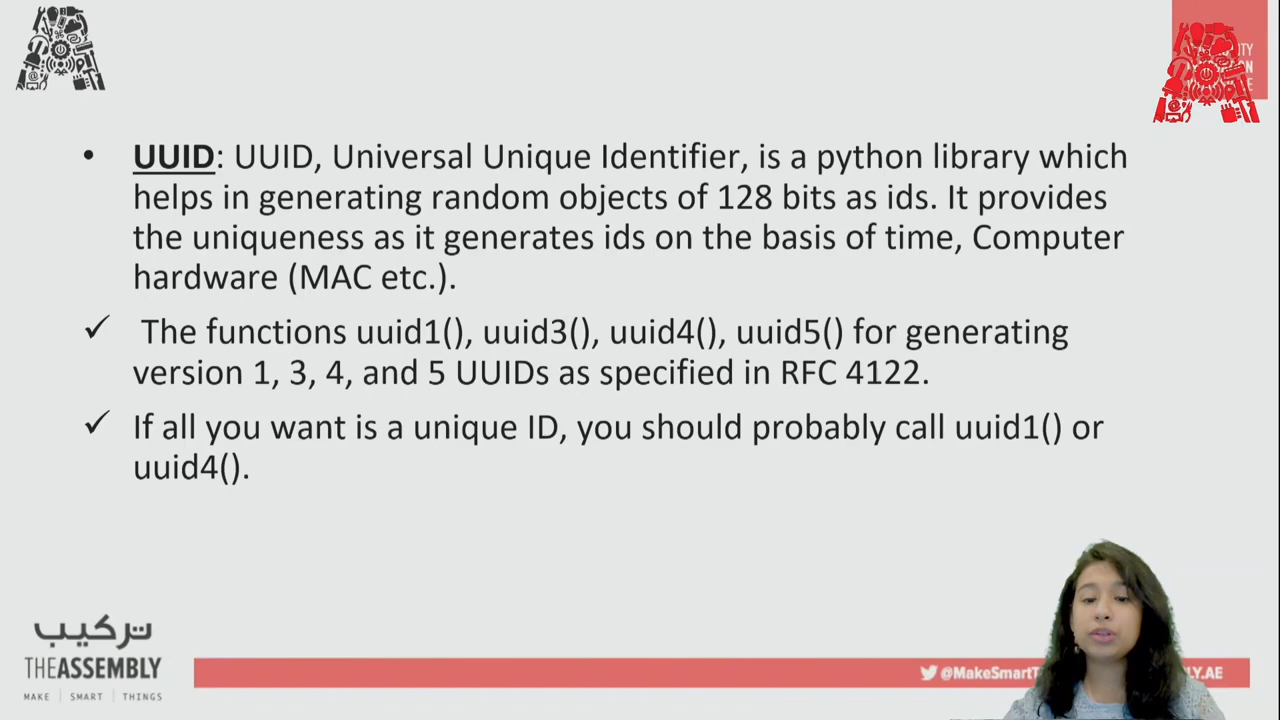 UUID: UUID, Universal Unique Identifier, is a python library which
helps in generating random objects of 128 bits as ids. It provides
the uniqueness as it generates ids on the basis of time, Computer
hardware (MAC etc.).
✓ The functions uuid1(), uuid3(), uuid4(), uuid5() for generating
version 1, 3, 4, and 5 UUIDs as specified in RFC 4122.
✓ If all you want is a unique ID, you should probably call uuid1() or
uuid4().
تركيب
THEASSEMBLY
MAKE | SMART | THINGS